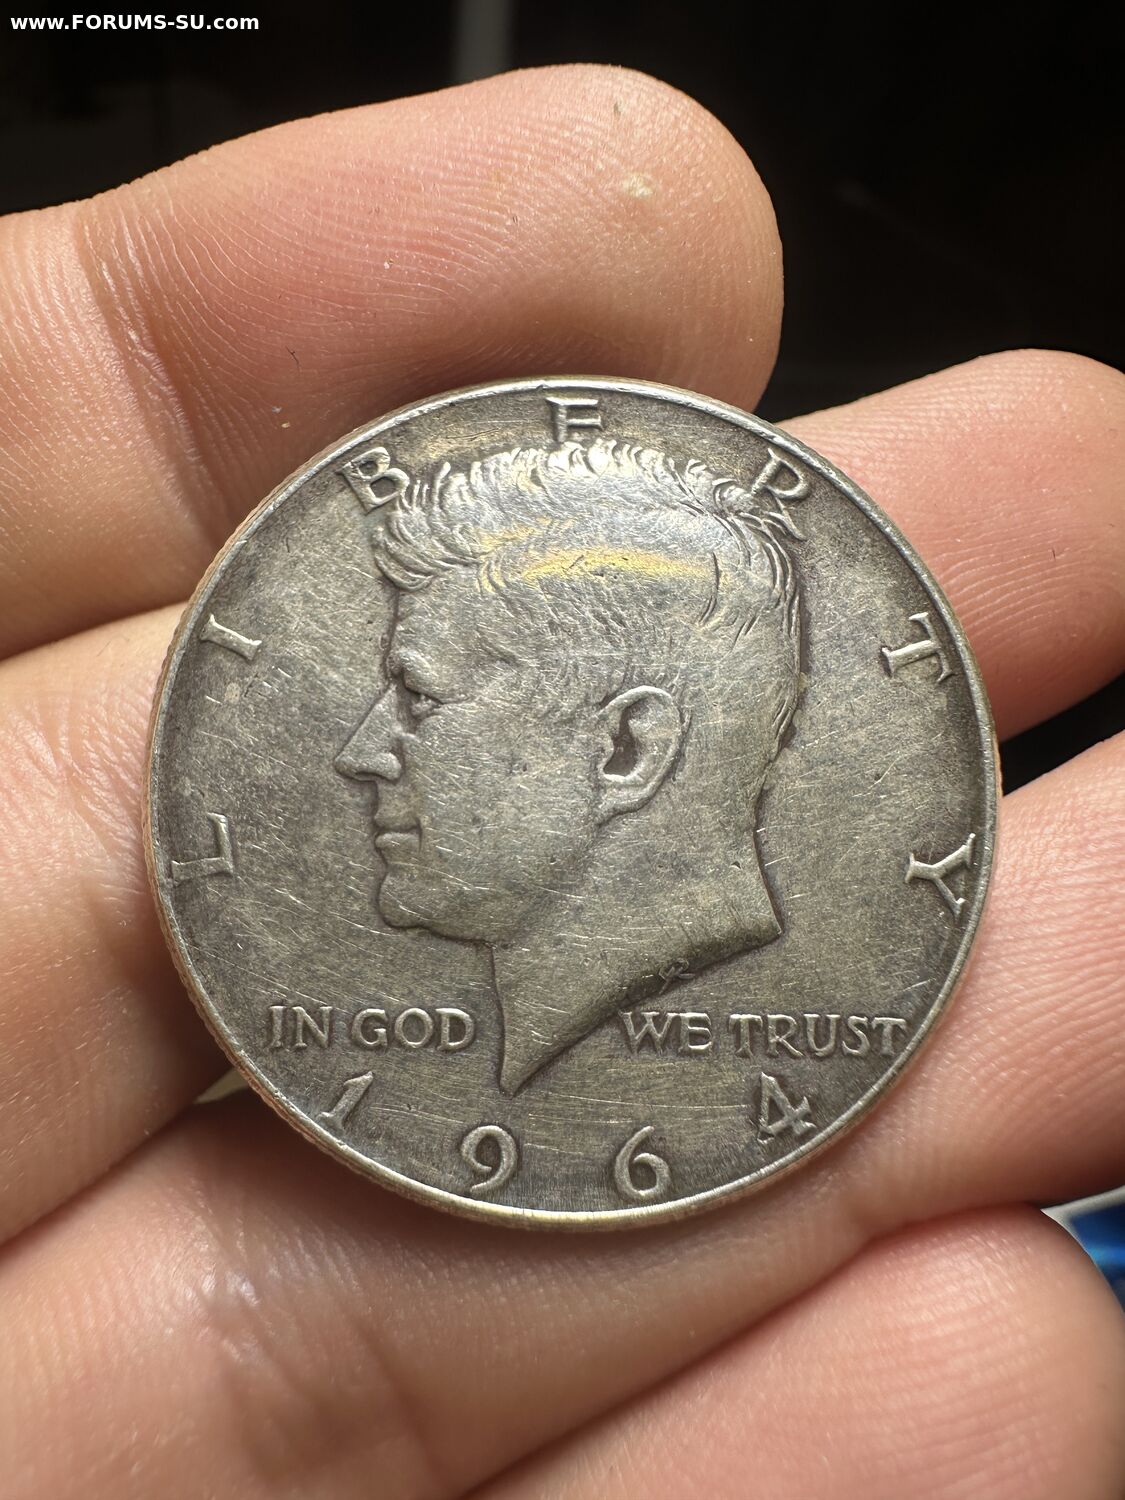 www.FORUMS-SU.com
LIBERTY
IN GOD WE TRUST
1964